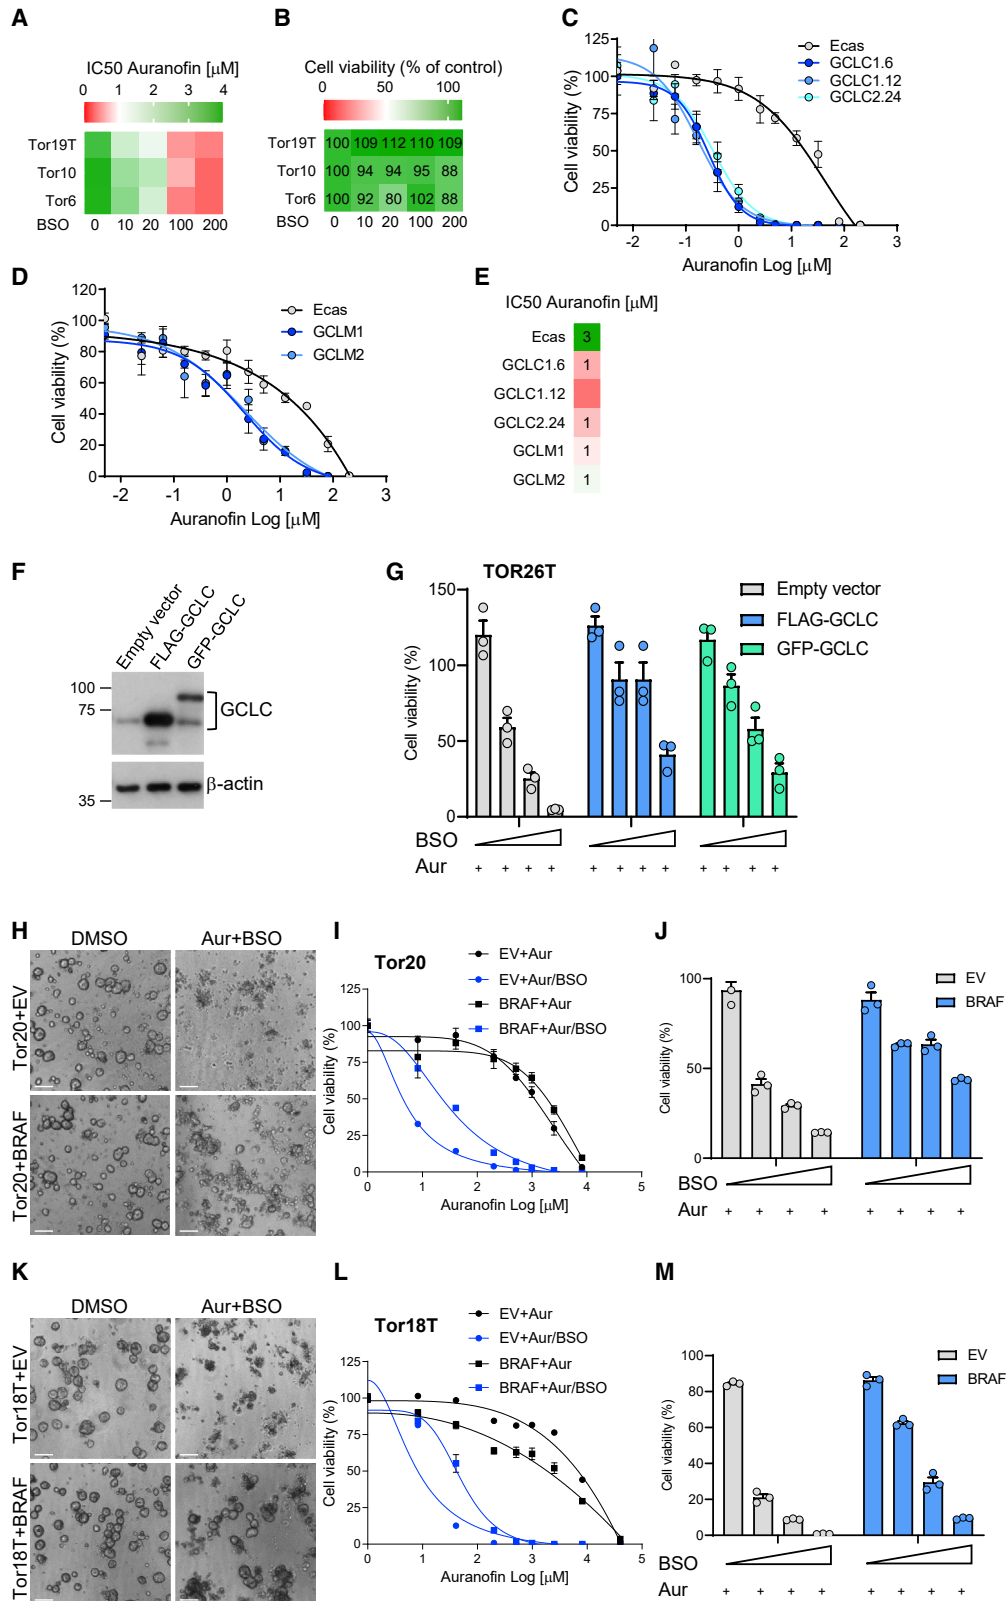 A
IC50 Auranofin [μM]
0 1 2 3 4
Tor19T
Tor10
Tor6
BSO 0 10 20 100 200
B
Cell viability (% of control)
0 50 100
Tor19T 100 109 112 110 109
Tor10 100 94 94 95 88
Tor6 100 92 80 102 88
BSO 0 10 20 100 200
C
Cell viability (%)
125
100
75
50
25
0
-2 -1 0 1 2 3
Auranofin Log [μM]
Ecas
GCLC1.6
GCLC1.12
GCLC2.24
D
Cell viability (%)
120
100
80
60
40
20
0
-2 -1 0 1 2 3
Auranofin Log [μM]
Ecas
GCLM1
GCLM2
E
IC50 Auranofin [μM]
Ecas 3
GCLC1.6 1
GCLC1.12
GCLC2.24 1
GCLM1 1
GCLM2 1
F
Empty vector
FLAG-GCLC
GFP-GCLC
100
75
GCLC
β-actin
35
G
TOR26T
Cell viability (%)
150
100
50
0
BSO
Aur + + + + + + + + + + + +
Empty vector
FLAG-GCLC
GFP-GCLC
H
DMSO Aur+BSO
Tor20+EV
Tor20+BRAF
I
Tor20
EV+Aur
EV+Aur/BSO
BRAF+Aur
BRAF+Aur/BSO
Cell viability (%)
125
100
75
50
25
0
0 1 2 3 4 5
Auranofin Log [μM]
J
EV
BRAF
Cell viability (%)
100
50
0
BSO
Aur + + + + + + + +
K
DMSO Aur+BSO
Tor18T+EV
Tor18T+BRAF
L
Tor18T
EV+Aur
EV+Aur/BSO
BRAF+Aur
BRAF+Aur/BSO
Cell viability (%)
125
100
75
50
25
0
0 1 2 3 4 5
Auranofin Log [μM]
M
EV
BRAF
Cell viability (%)
100
80
60
40
20
0
BSO
Aur + + + + + + + +